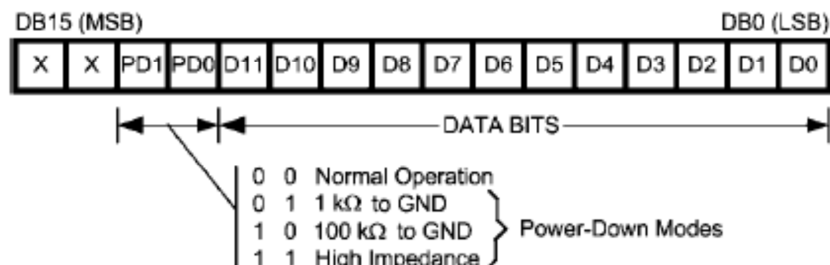 DB15 (MSB) DB0 (LSB)
X X PD1 PD0 D11 D10 D9 D8 D7 D6 D5 D4 D3 D2 D1 D0
DATA BITS
0 0 Normal Operation
0 1 1 kΩ to GND
1 0 100 kΩ to GND
1 1 High Impedance
Power-Down Modes